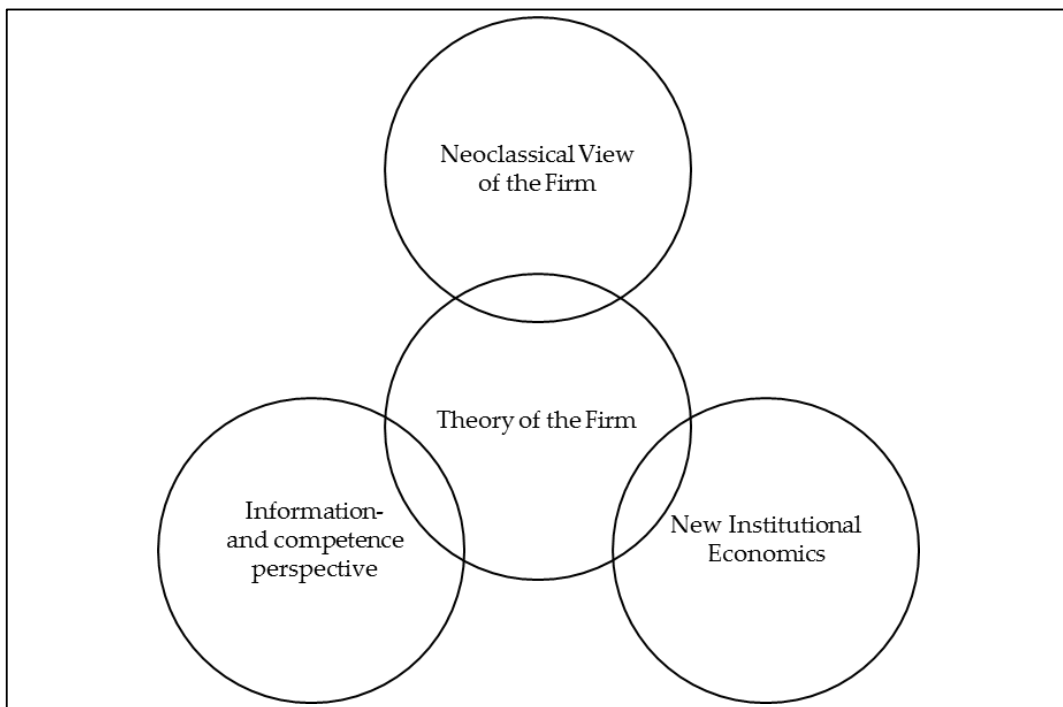 Neoclassical View
of the Firm
Theory of the Firm
Information-
and competence
perspective
New Institutional
Economics